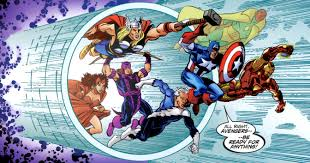 ALL RIGHT,
AVENGERS--
--BE READY FOR
ANYTHING!